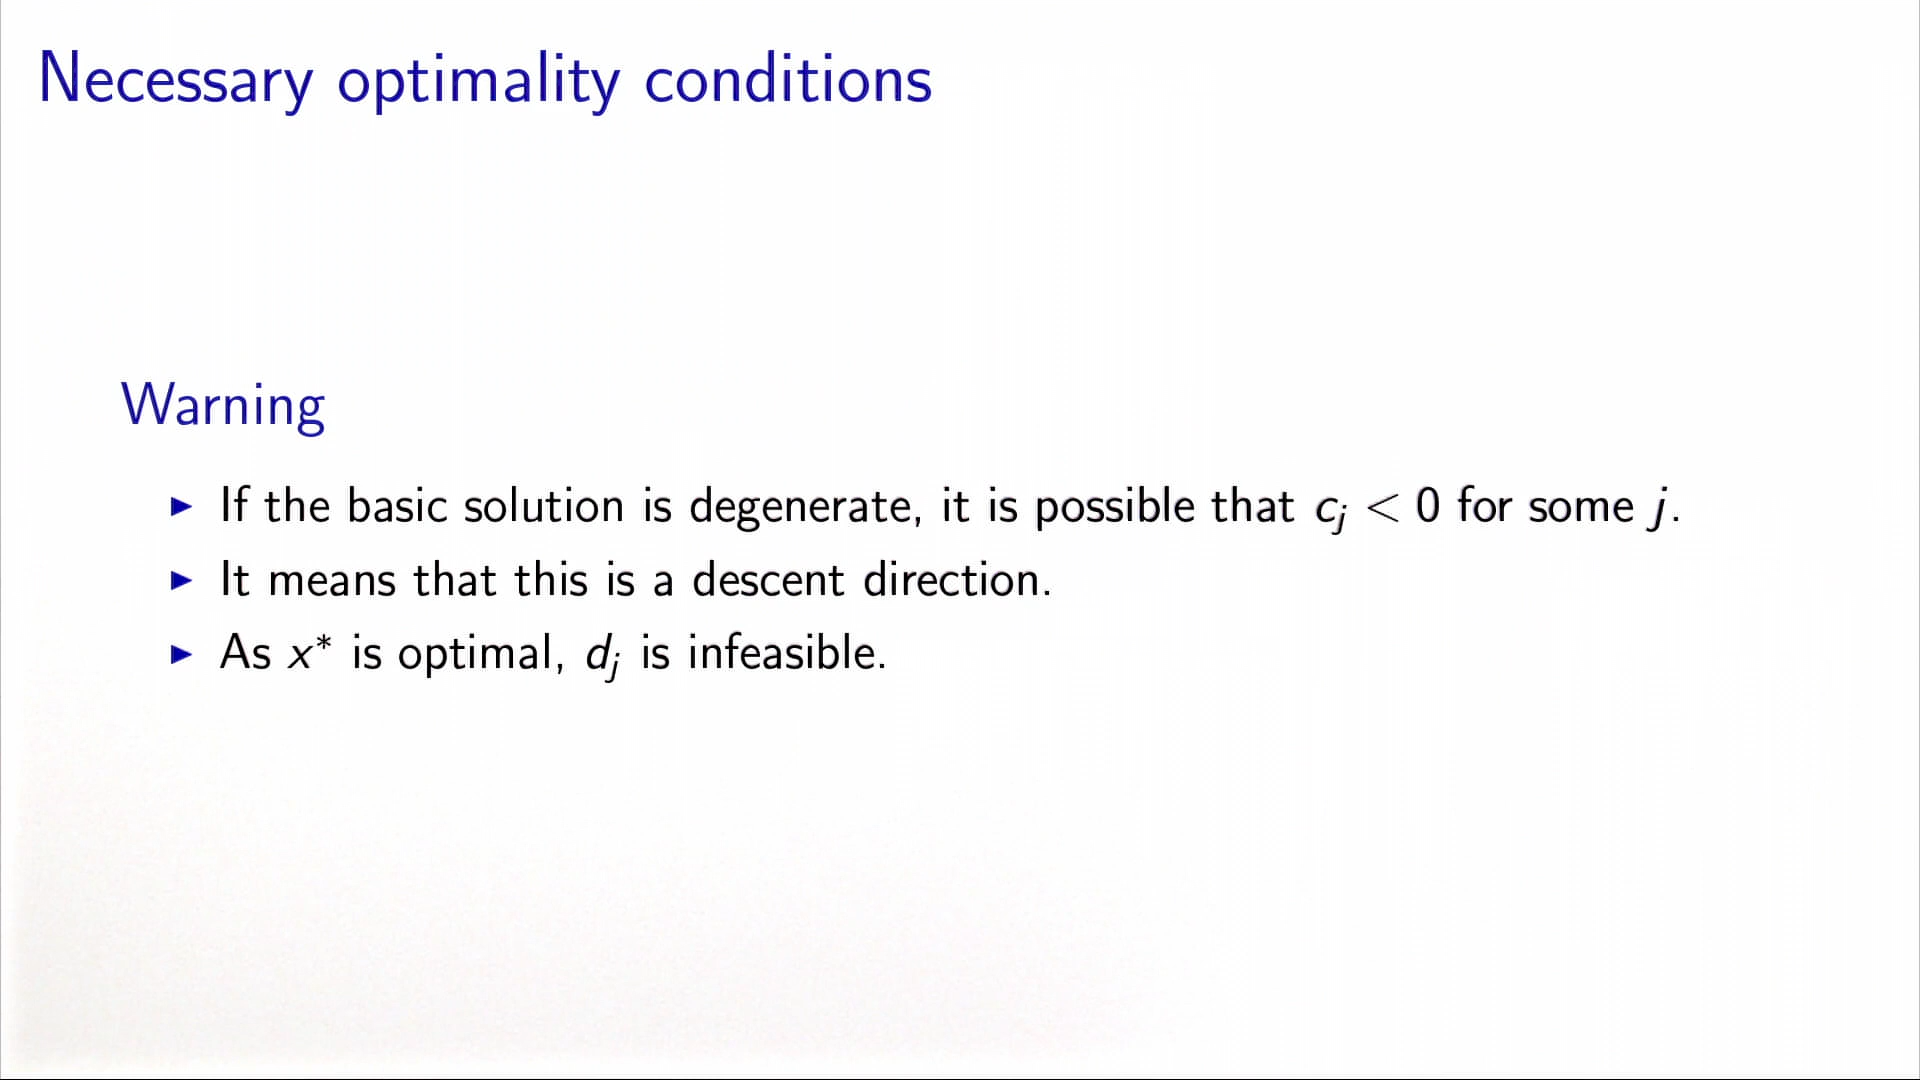 Necessary optimality conditions
Warning
▶ If the basic solution is degenerate, it is possible that $c_j < 0$ for some $j$.
▶ It means that this is a descent direction.
▶ As $x^*$ is optimal, $d_j$ is infeasible.